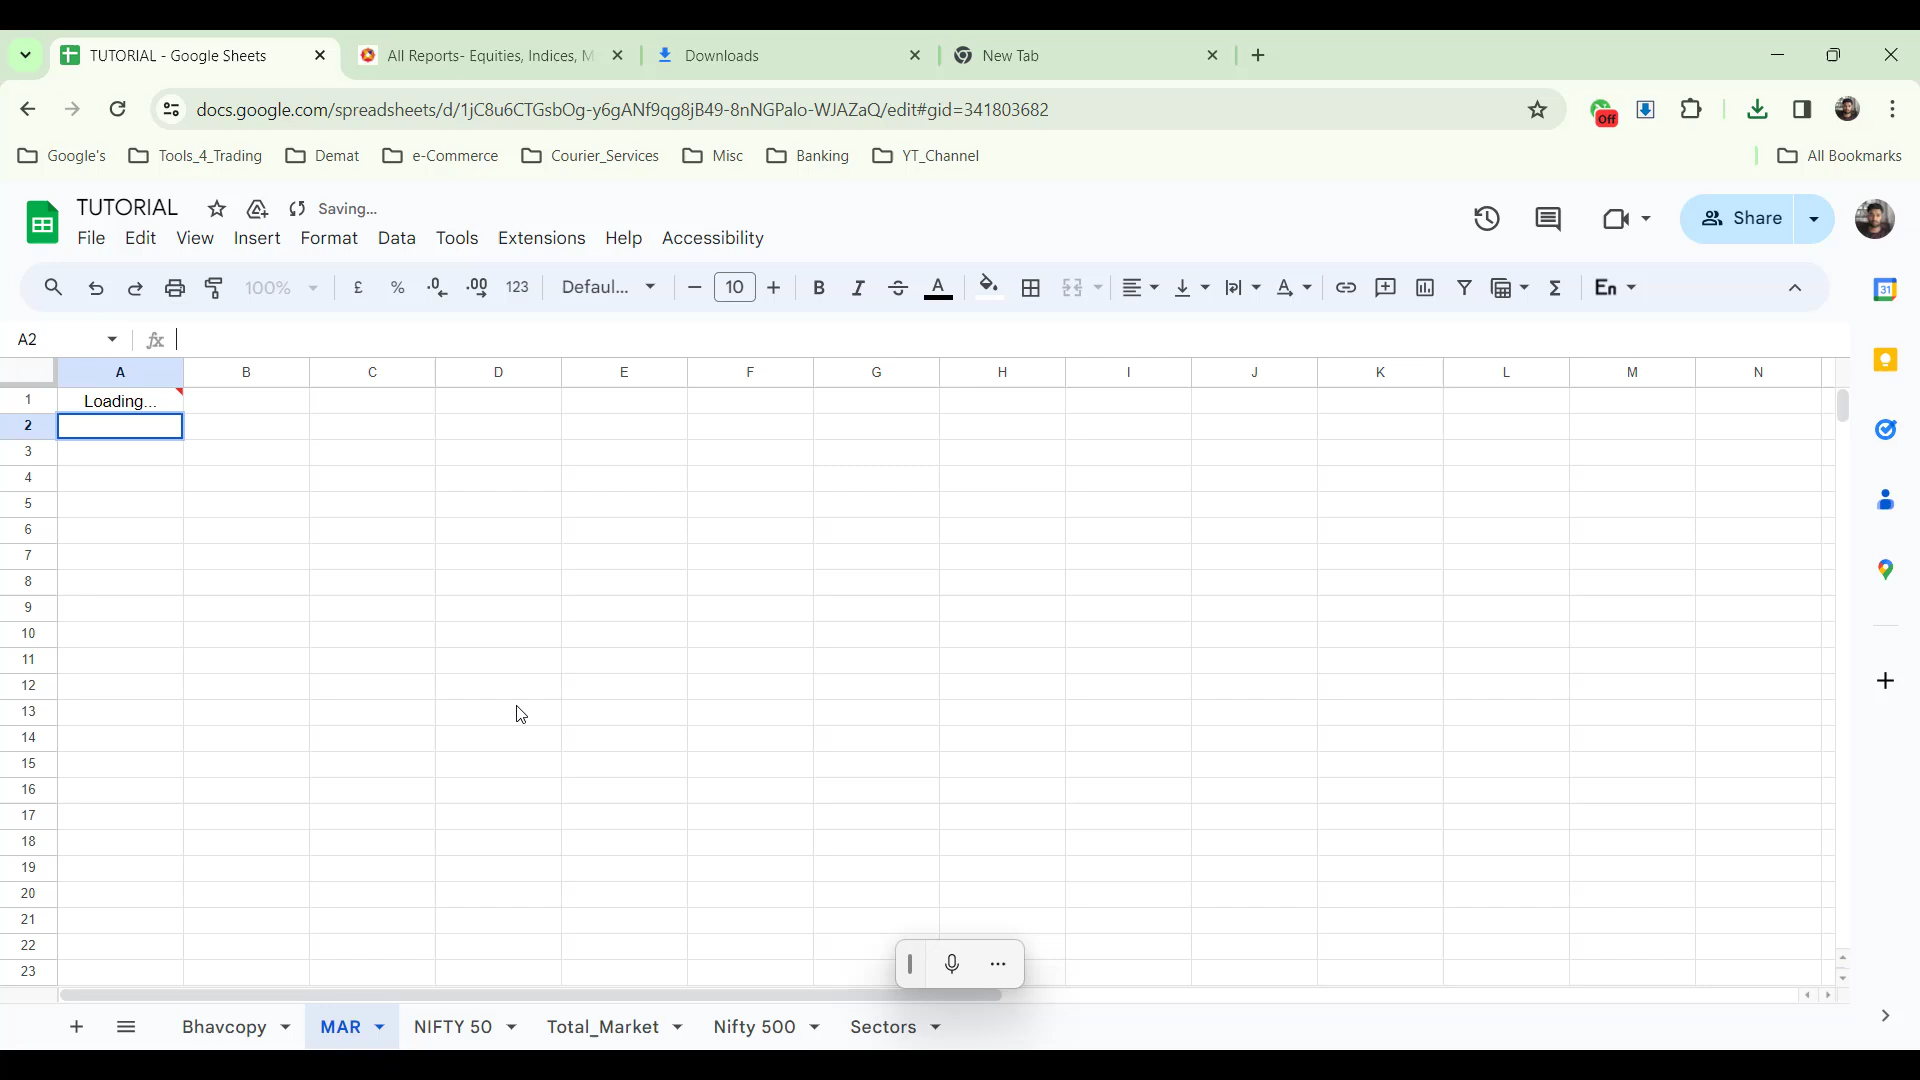 TUTORIAL - Google Sheets
All Reports- Equities, Indices, M
Downloads
New Tab
docs.google.com/spreadsheets/d/1jC8u6CTGsbOg-y6gANf9qg8jB49-8nNGPalo-WJAZaQ/edit#gid=341803682
Off
Google's
Tools_4_Trading
Demat
e-Commerce
Courier_Services
Misc
Banking
YT_Channel
All Bookmarks
TUTORIAL
Saving...
Share
File Edit View Insert Format Data Tools Extensions Help Accessibility
100% £ % .0 .00 123 Defaul... 10 B I S A Σ En
31
A2 fx
A B C D E F G H I J K L M N
1 Loading...
2
3
4
5
6
7
8
9
10
11
12
13
14
15
16
17
18
19
20
21
22
23
Bhavcopy MAR NIFTY 50 Total_Market Nifty 500 Sectors